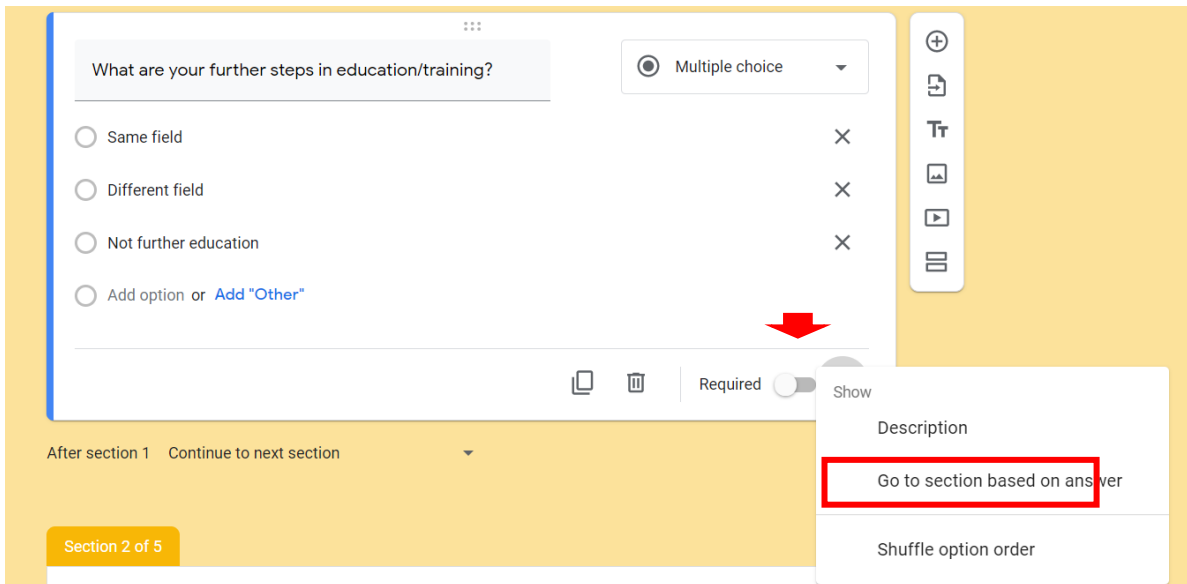 What are your further steps in education/training?
Multiple choice
Same field
Different field
Not further education
Add option or Add "Other"
Required
Show
Description
Go to section based on answer
Shuffle option order
After section 1 Continue to next section
Section 2 of 5